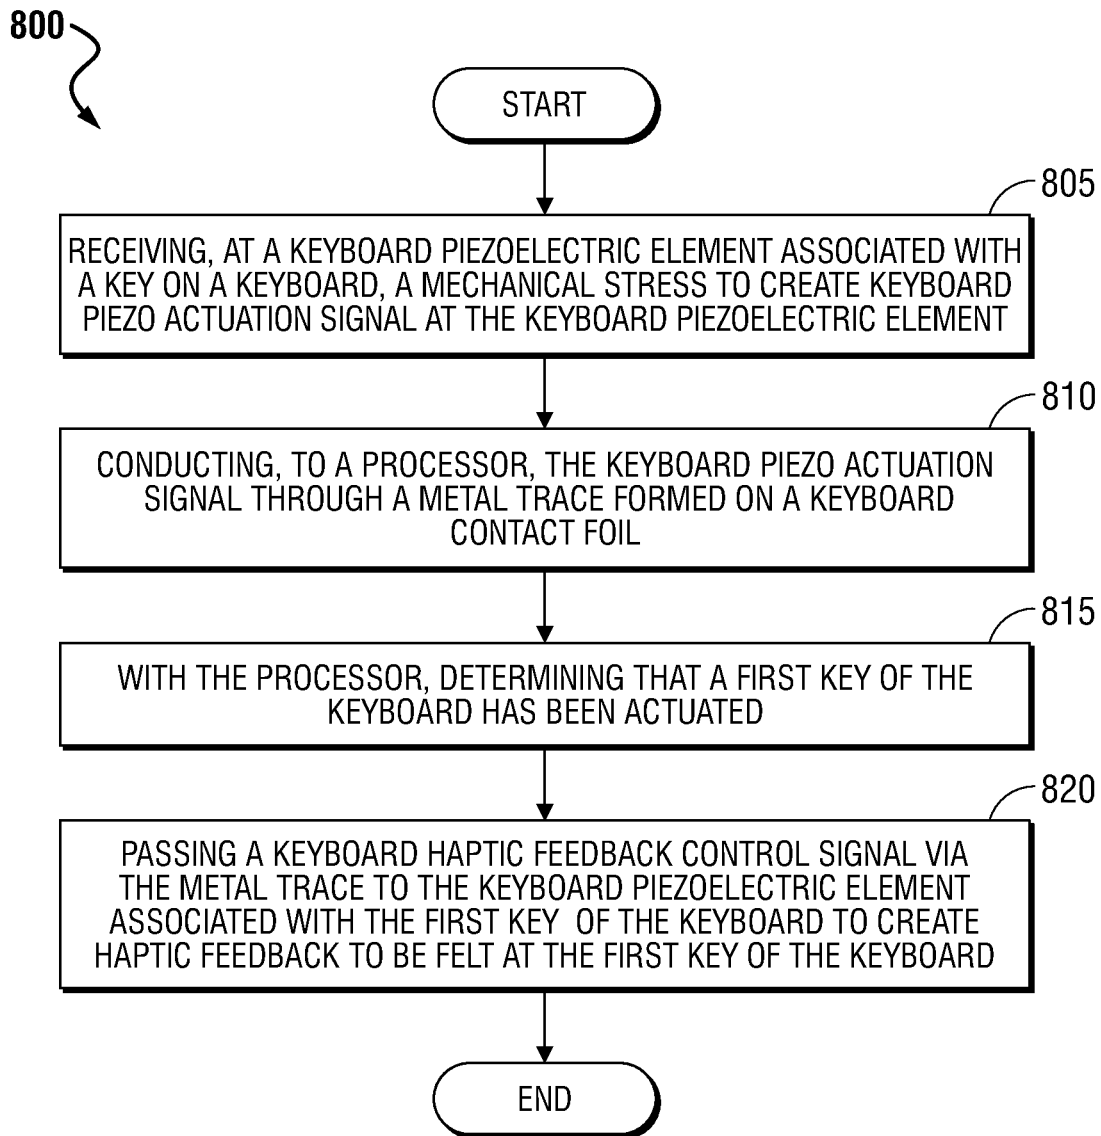 800
START
805
RECEIVING, AT A KEYBOARD PIEZOELECTRIC ELEMENT ASSOCIATED WITH
A KEY ON A KEYBOARD, A MECHANICAL STRESS TO CREATE KEYBOARD
PIEZO ACTUATION SIGNAL AT THE KEYBOARD PIEZOELECTRIC ELEMENT
810
CONDUCTING, TO A PROCESSOR, THE KEYBOARD PIEZO ACTUATION
SIGNAL THROUGH A METAL TRACE FORMED ON A KEYBOARD
CONTACT FOIL
815
WITH THE PROCESSOR, DETERMINING THAT A FIRST KEY OF THE
KEYBOARD HAS BEEN ACTUATED
820
PASSING A KEYBOARD HAPTIC FEEDBACK CONTROL SIGNAL VIA
THE METAL TRACE TO THE KEYBOARD PIEZOELECTRIC ELEMENT
ASSOCIATED WITH THE FIRST KEY OF THE KEYBOARD TO CREATE
HAPTIC FEEDBACK TO BE FELT AT THE FIRST KEY OF THE KEYBOARD
END